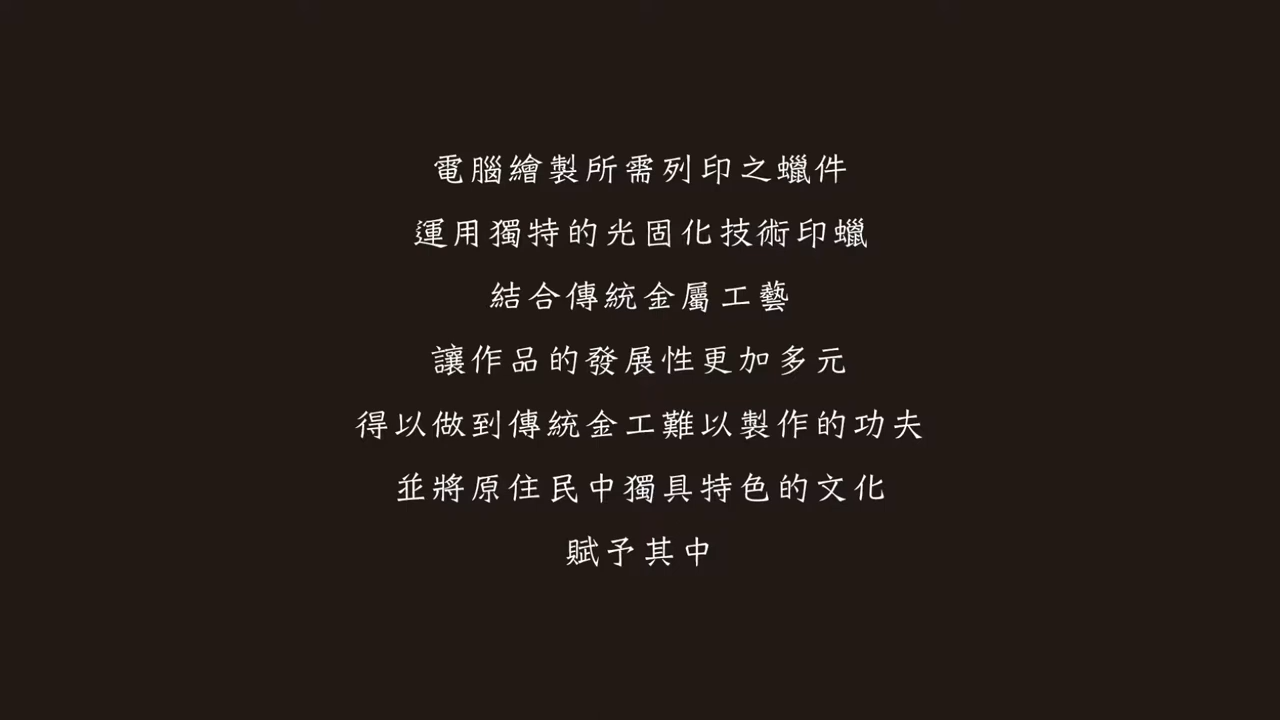 電腦繪製所需列印之蠟件
運用獨特的光固化技術印蠟
結合傳統金屬工藝
讓作品的發展性更加多元
得以做到傳統金工難以製作的功夫
並將原住民中獨具特色的文化
賦予其中